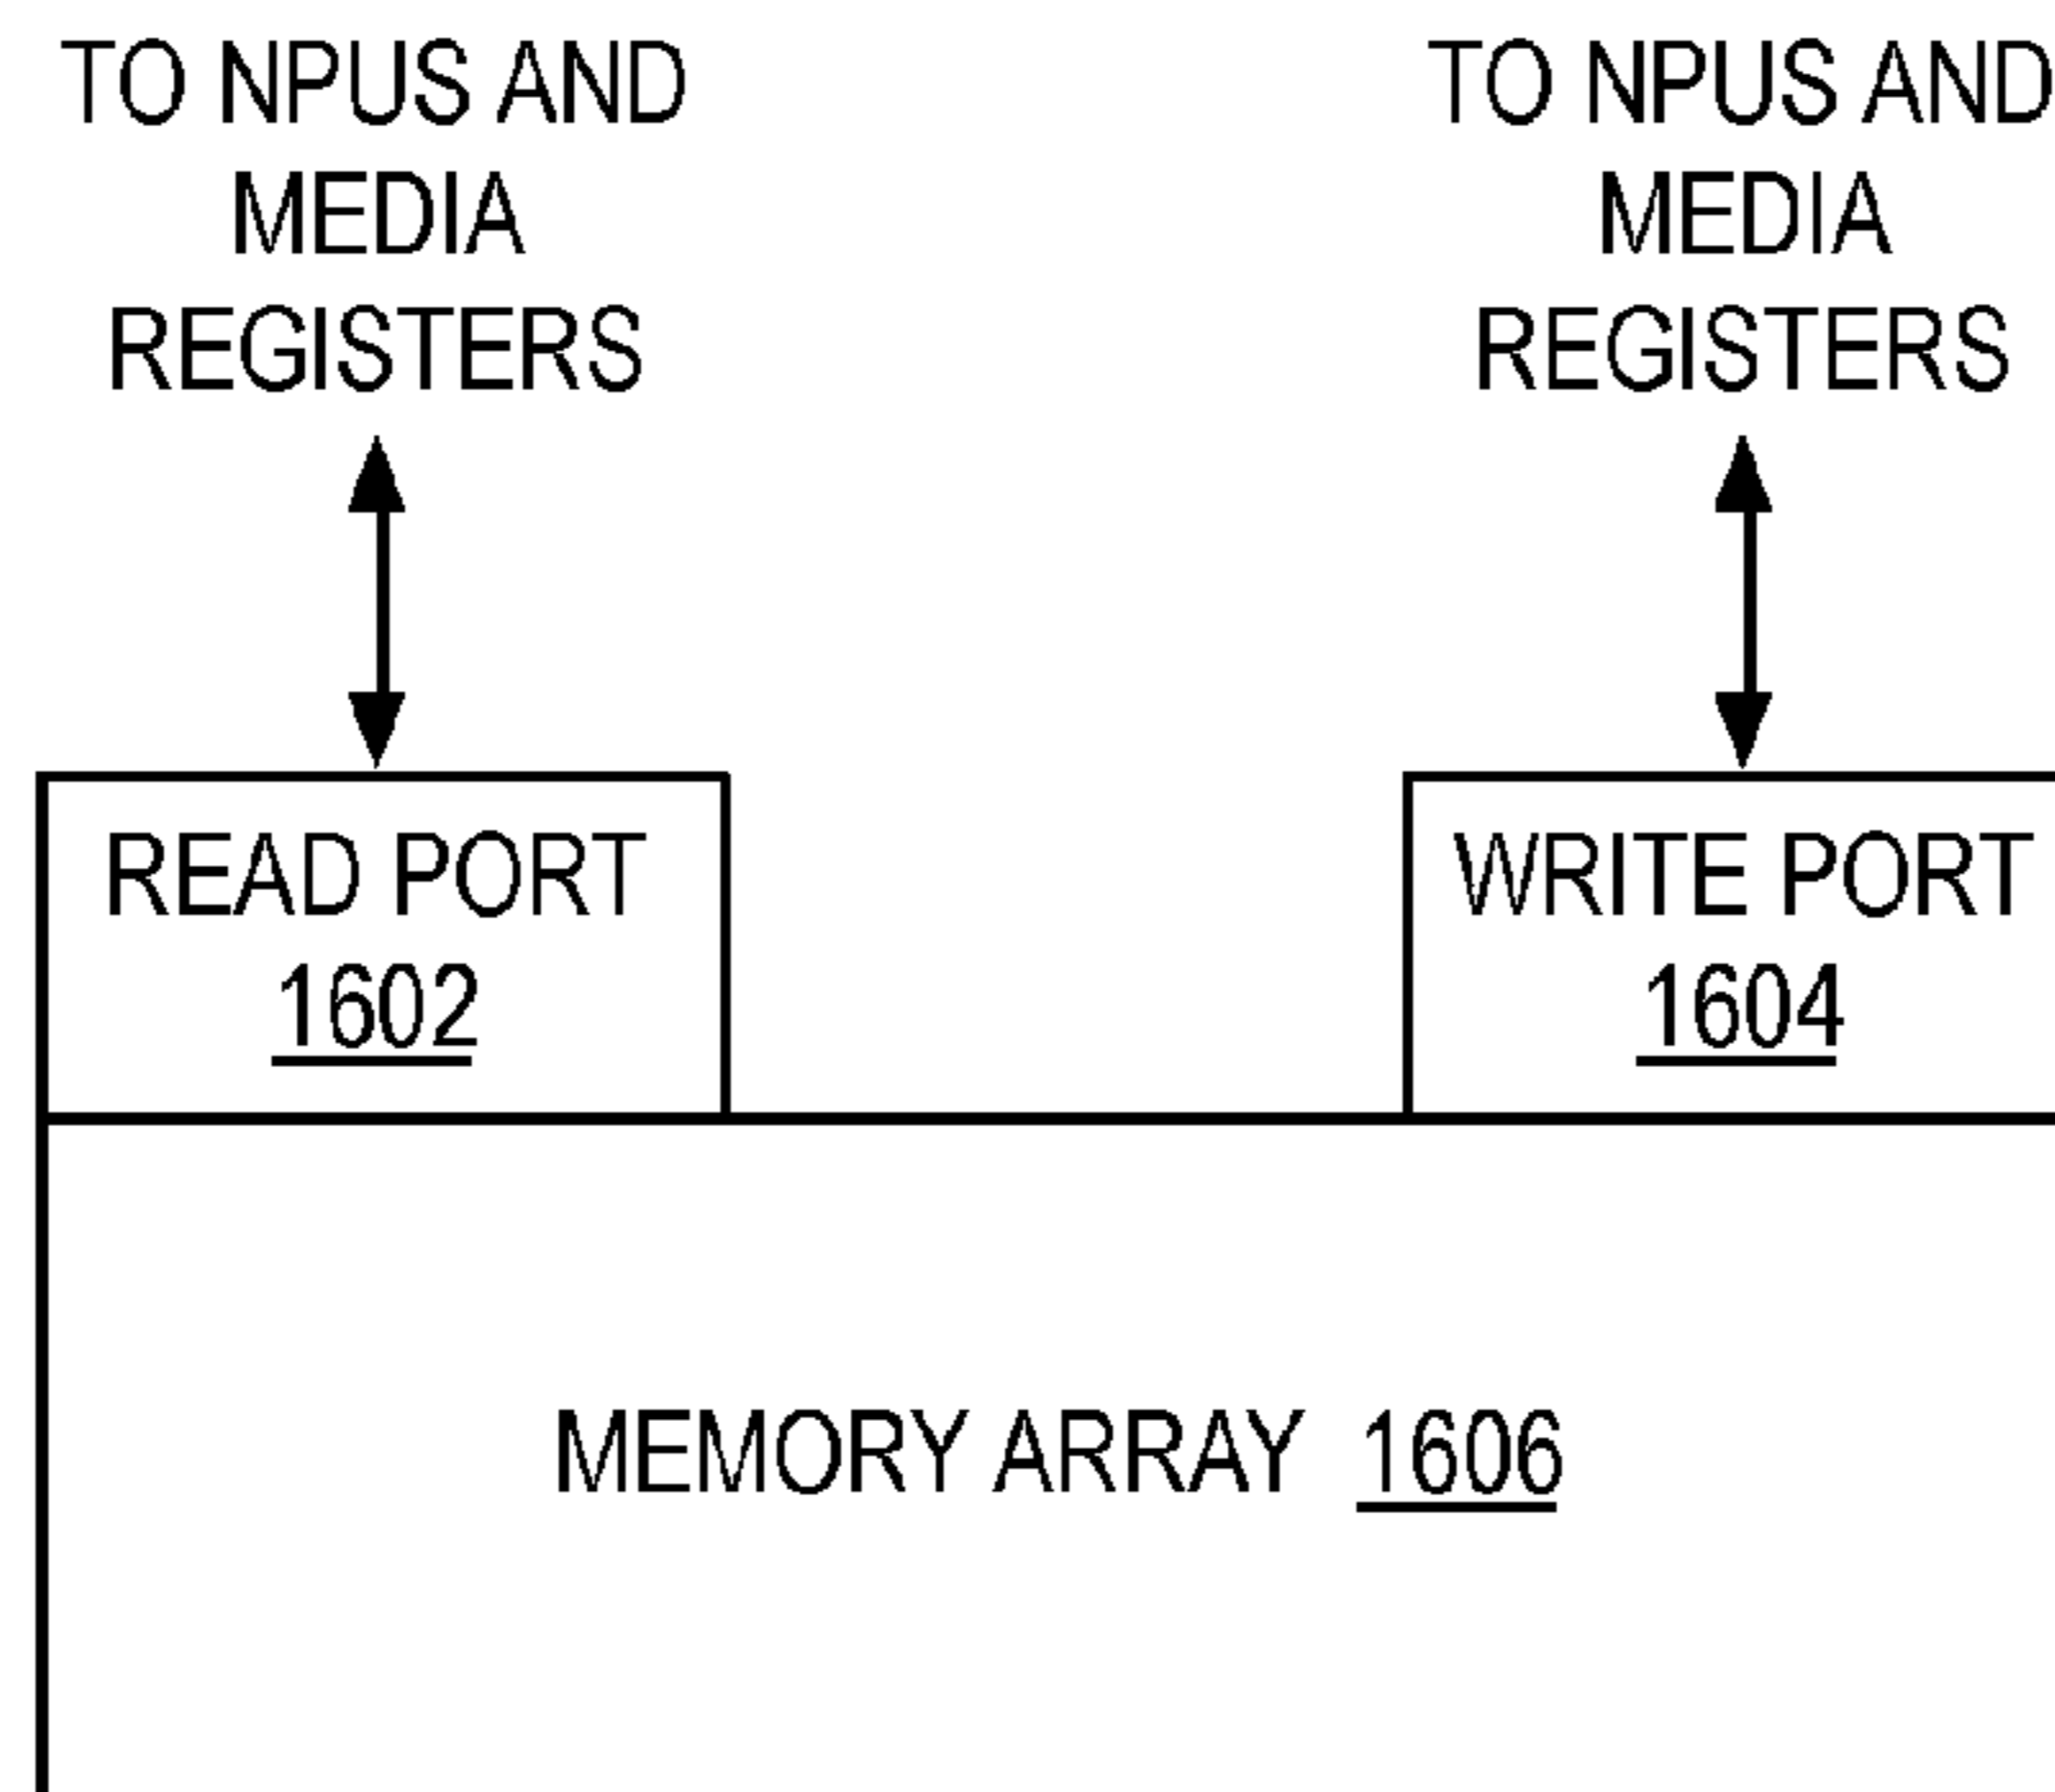 TO NPUS AND
MEDIA
REGISTERS
TO NPUS AND
MEDIA
REGISTERS
READ PORT
1602
WRITE PORT
1604
MEMORY ARRAY 1606